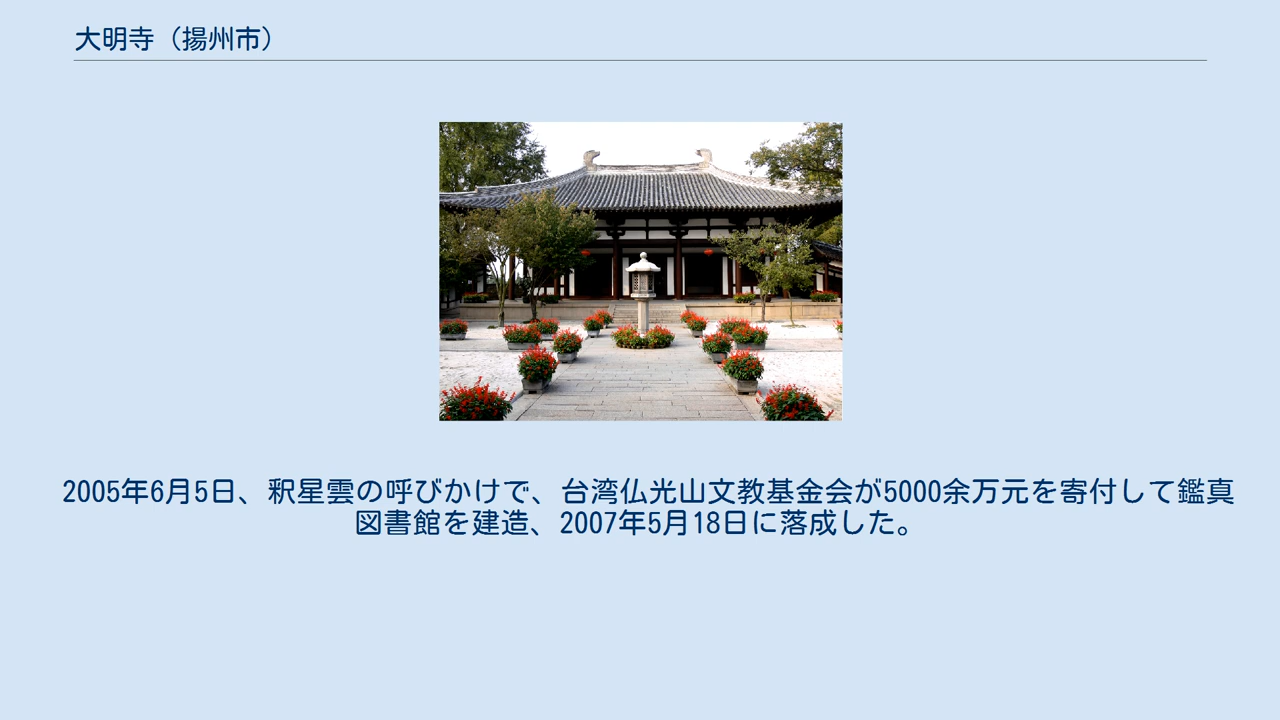 大明寺（揚州市）
2005年6月5日、釈星雲の呼びかけで、台湾仏光山文教基金会が5000余万元を寄付して鑑真
図書館を建造、2007年5月18日に落成した。